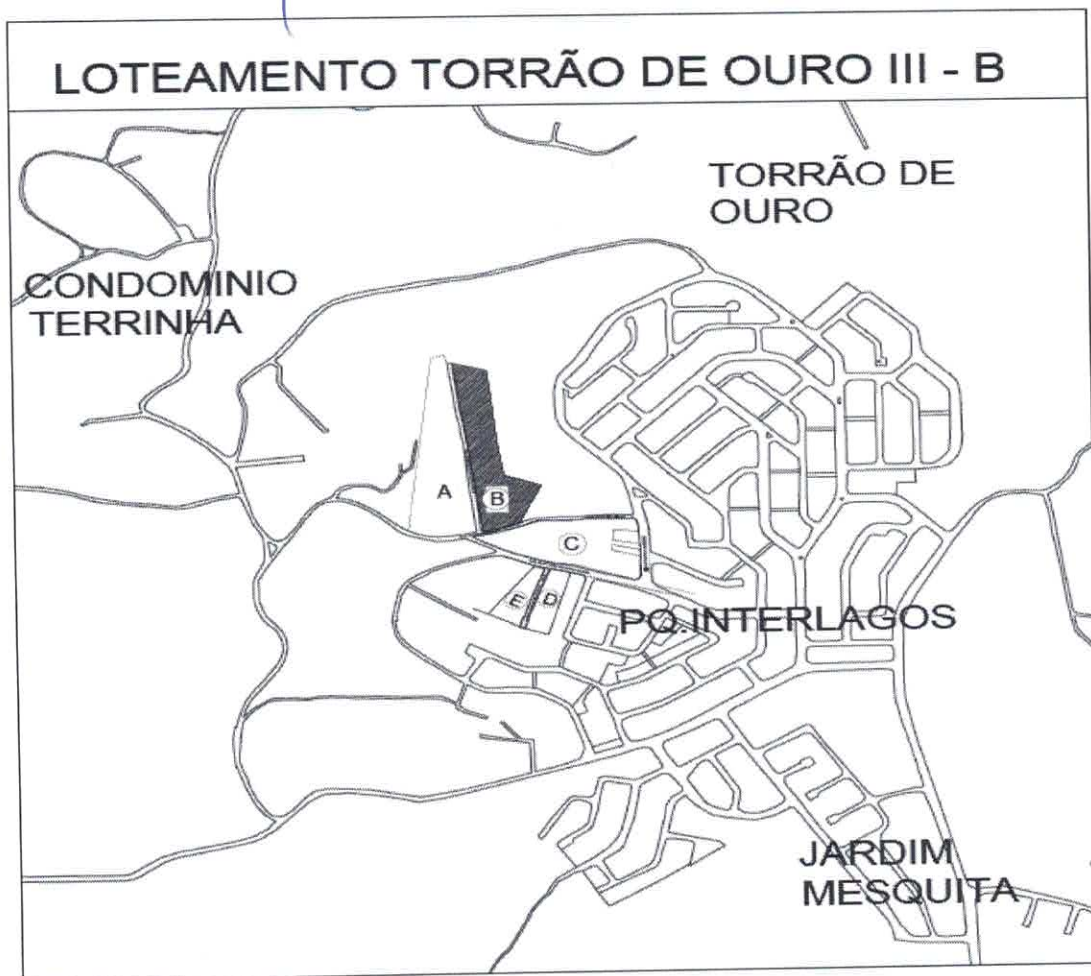 LOTEAMENTO TORRÃO DE OURO III - B
TORRÃO DE
OURO
CONDOMINIO
TERRINHA
A
B
C
E
D
PQ.INTERLAGOS
JARDIM
MESQUITA